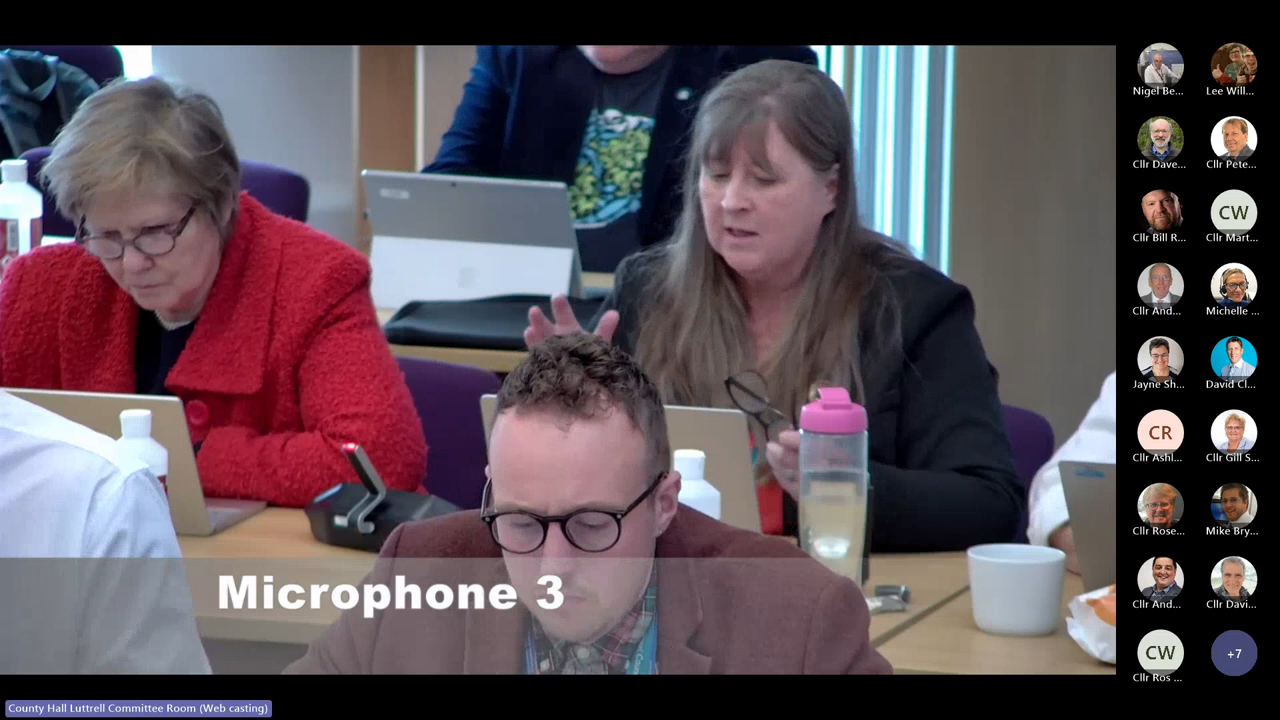 Nigel Be...
Lee Will...
Cllr Dave...
Cllr Pete...
Cllr Bill R...
CW
Cllr Mart...
Cllr And...
Michelle ...
Jayne Sh...
David Cl...
CR
Cllr Ashl...
Cllr Gill S...
Cllr Rose...
Mike Bry...
Cllr And...
Cllr Davi...
CW
Cllr Ros ...
+7
Microphone 3
County Hall Luttrell Committee Room (Web casting)